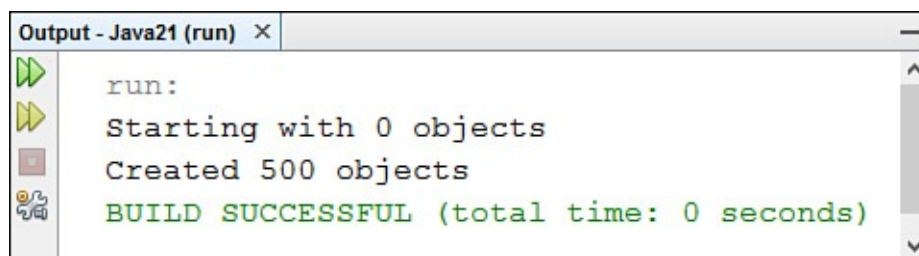 Output - Java21 (run) ×
run:
Starting with 0 objects
Created 500 objects
BUILD SUCCESSFUL (total time: 0 seconds)